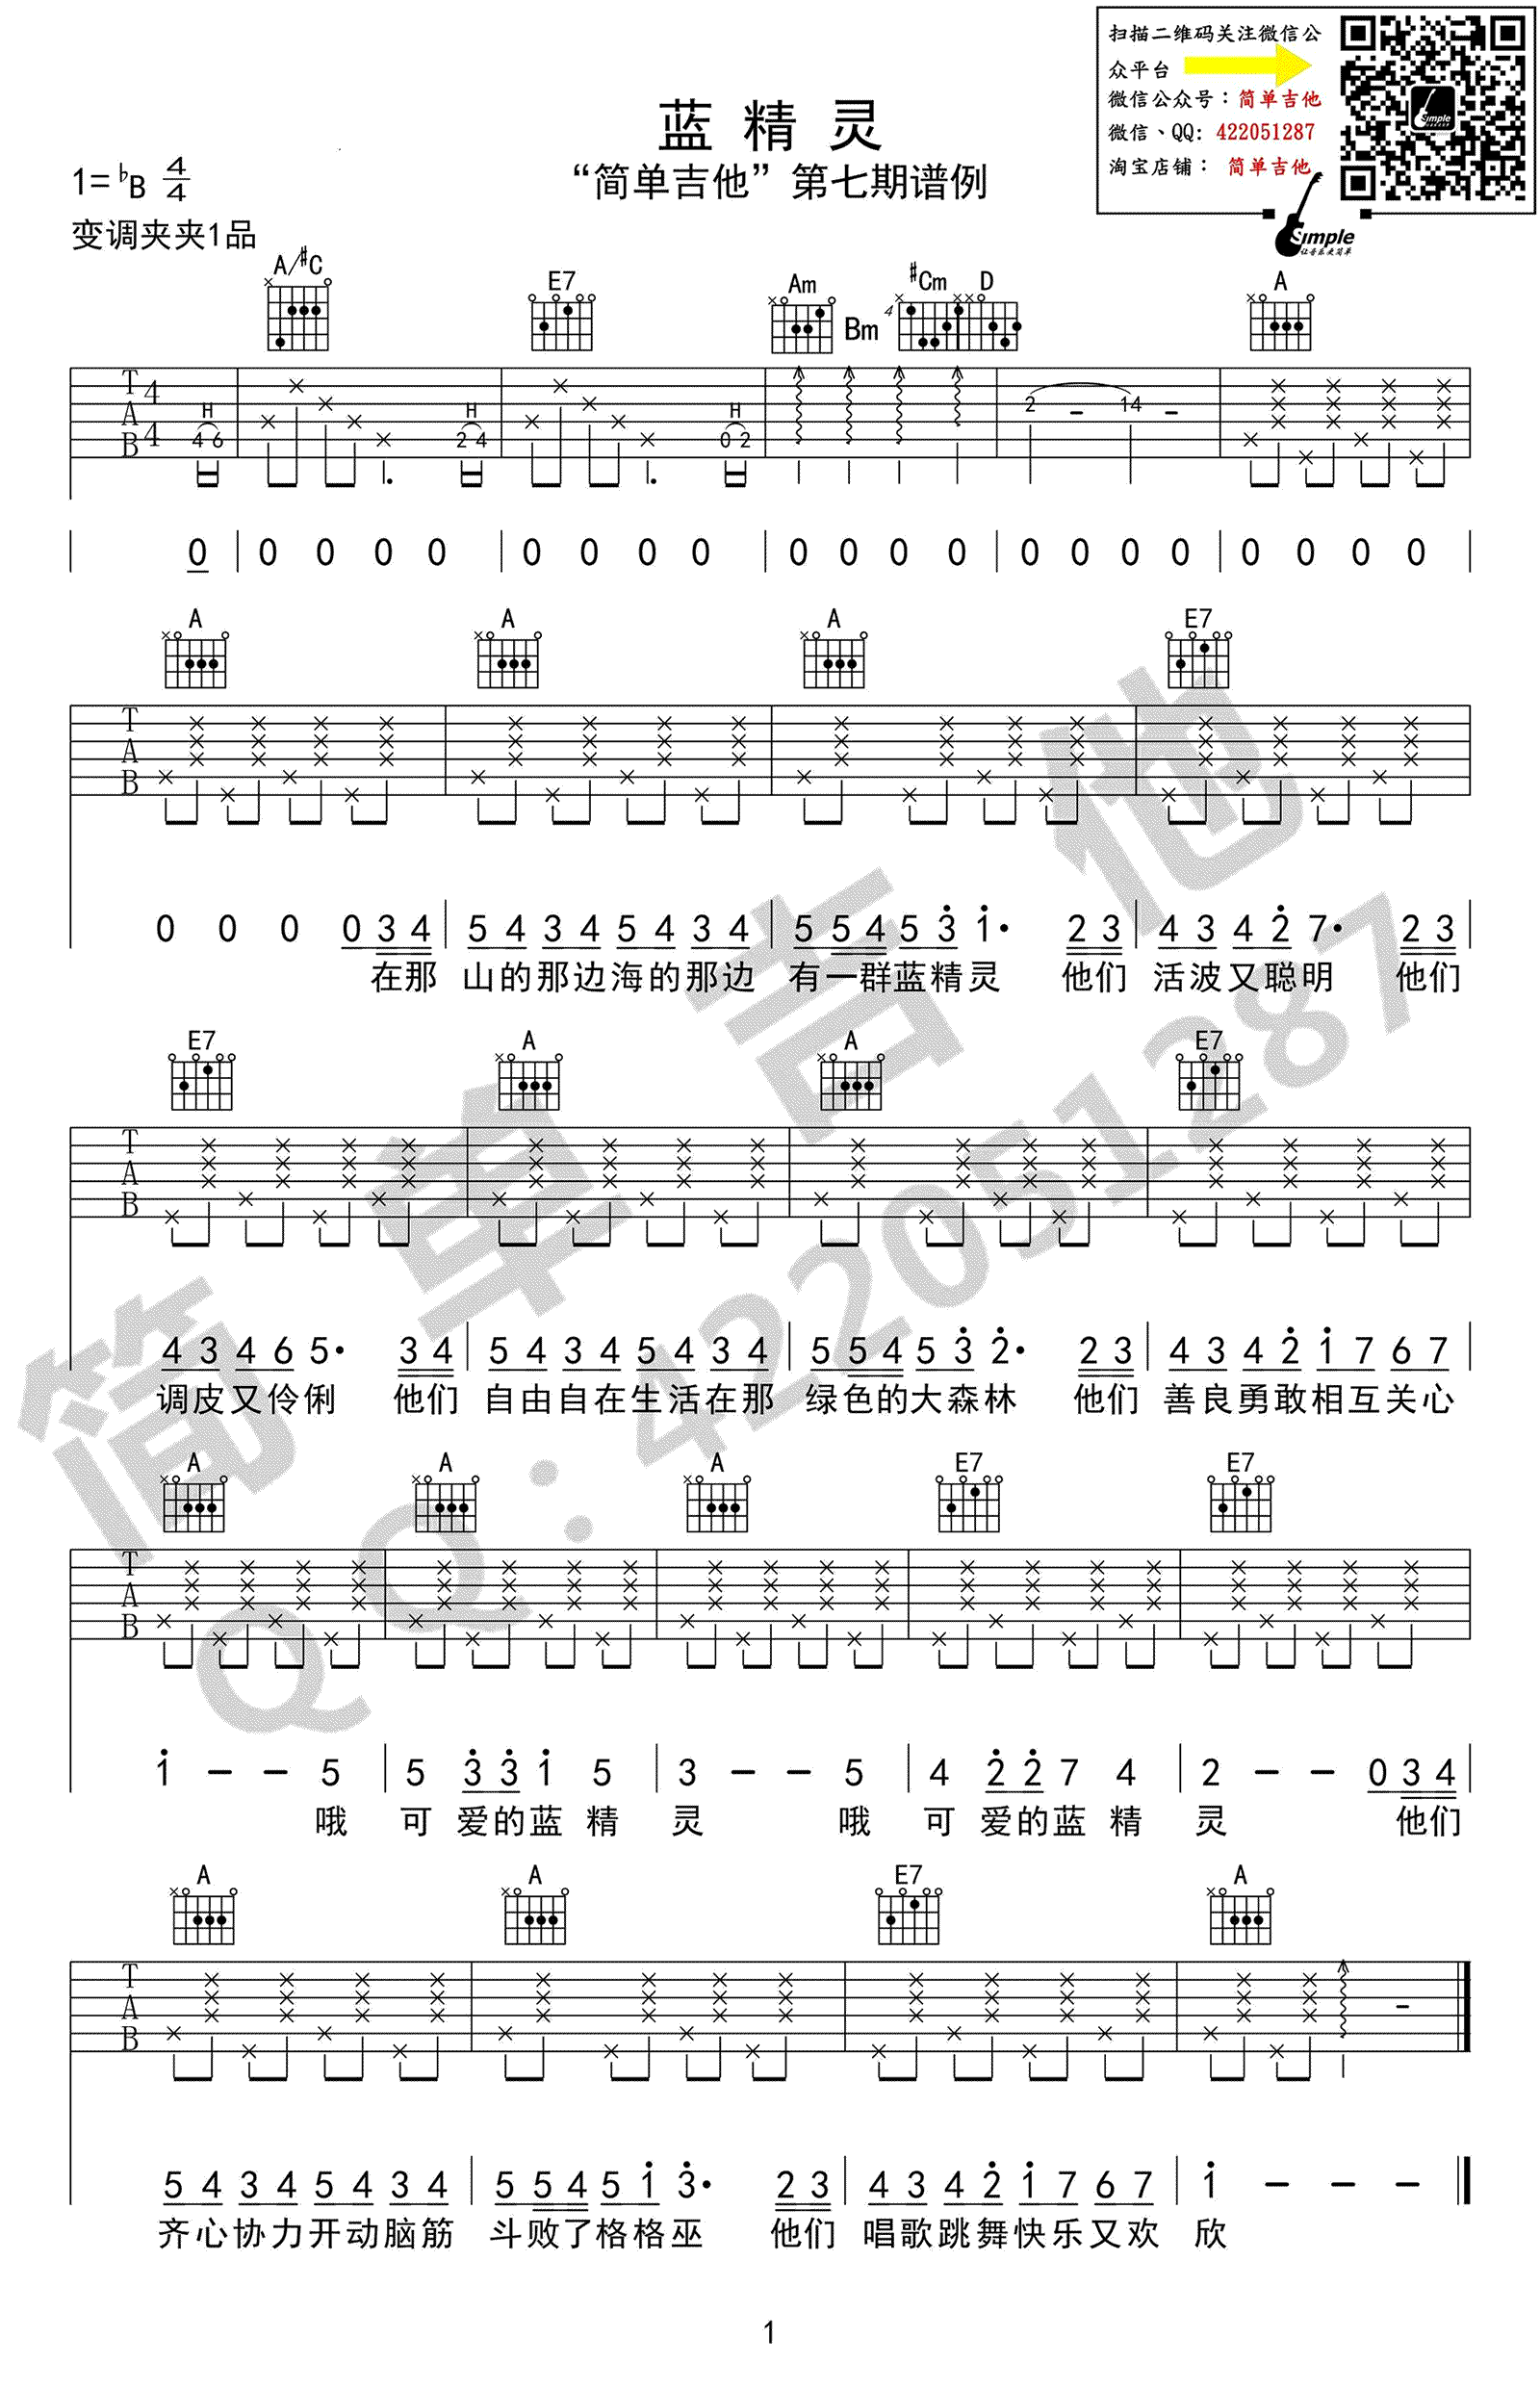 扫描二维码关注微信公
众平台
微信公众号：简单吉他
微信、QQ: 422051287
淘宝店铺： 简单吉他
Simple
让音乐更简单
蓝精灵
“简单吉他”第七期谱例
1=♭B 4/4
变调夹夹1品
A/♯C E7 Am Bm ♯Cm D A
4
T A B 4/4 H 4 6 H 2 4 H 0 2 2 - 14 -
0 0 0 0 0 0 0 0 0 0 0 0 0 0 0 0 0 0 0 0 0
A A A E7
T A B
0 0 0 0 3 4 5 4 3 4 5 4 3 4 5 5 4 5 3̇ 1̇· 2 3 4 3 4 2̇ 7· 2 3
在那 山的那边海的那边 有一群蓝精灵 他们 活波又聪明 他们
E7 A A E7
T A B
4 3 4 6 5· 3 4 5 4 3 4 5 4 3 4 5 5 4 5 3̇ 2̇· 2 3 4 3 4 2̇ 1̇ 7 6 7
调皮又伶俐 他们 自由自在生活在那 绿色的大森林 他们 善良勇敢相互关心
A A A E7 E7
T A B
1̇ - - 5 5 3̇ 3̇ 1̇ 5 3 - - 5 4 2̇ 2̇ 7 4 2 - - 0 3 4
哦 可 爱的蓝 精 灵 哦 可 爱的蓝 精 灵 他们
A A E7 A
T A B -
5 4 3 4 5 4 3 4 5 5 4 5 1̇ 3̇· 2 3 4 3 4 2̇ 1̇ 7 6 7 1̇ - - -
齐心协力开动脑筋 斗败了格格巫 他们 唱歌跳舞快乐又欢 欣
简单吉他
QQ:422051287
1